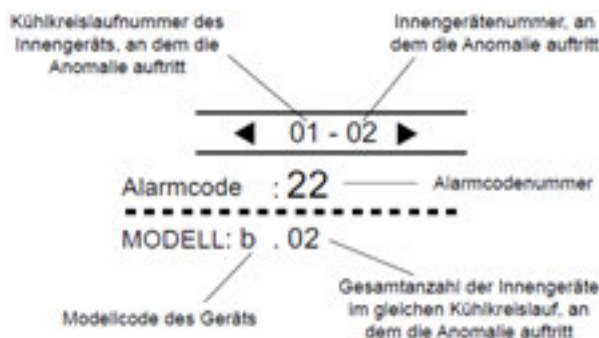 Kühlkreislaufnummer des
Innengeräts, an dem die
Anomalie auftritt
Innengerätenummer, an
dem die Anomalie auftritt
◀ 01 - 02 ▶
Alarmcode : 22
Alarmcodenummer
MODELL: b . 02
Modellcode des Geräts
Gesamtanzahl der Innengeräte
im gleichen Kühlkreislauf, an
dem die Anomalie auftritt